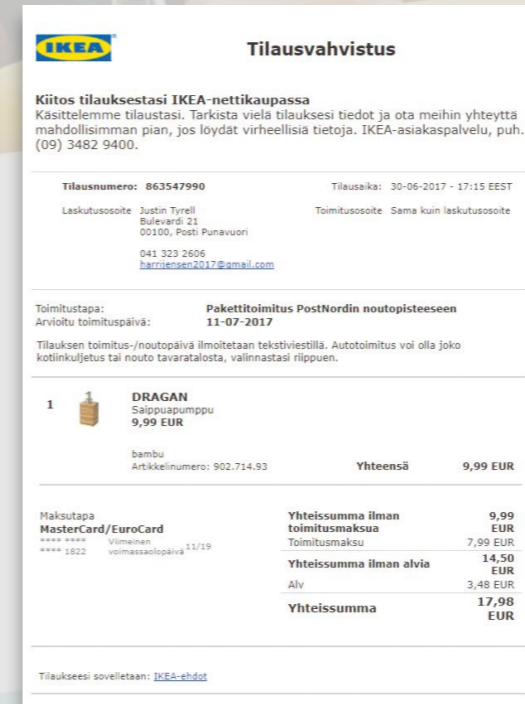 IKEA
Tilausvahvistus
Kiitos tilauksestasi IKEA-nettikaupassa
Käsittelemme tilaustasi. Tarkista vielä tilauksesi tiedot ja ota meihin yhteyttä
mahdollisimman pian, jos löydät virheellisiä tietoja. IKEA-asiakaspalvelu, puh.
(09) 3482 9400.
Tilausnumero: 863547990
Tilausaika: 30-06-2017 - 17:15 EEST
Laskutusosoite Justin Tyrell
Bulevardi 21
00100, Posti Punavuori
Toimitusosoite Sama kuin laskutusosoite
041 323 2606
harrijensen2017@gmail.com
Toimitustapa: Pakettitoimitus PostNordin noutopisteeseen
Arvioitu toimituspäivä: 11-07-2017
Tilauksen toimitus-/noutopäivä ilmoitetaan tekstiviestillä. Autotoimitus voi olla joko
kotiinkuljetus tai nouto tavaratalosta, valinnastasi riippuen.
1 DRAGAN
Saippuapumppu
9,99 EUR
bambu
Artikkelinumero: 902.714.93
Yhteensä 9,99 EUR
Maksutapa
MasterCard/EuroCard
**** **** Viimeinen
**** 1822 voimassaolopäivä 11/19
Yhteissumma ilman 9,99
toimitusmaksua EUR
Toimitusmaksu 7,99 EUR
Yhteissumma ilman alvia 14,50
EUR
Alv 3,48 EUR
Yhteissumma 17,98
EUR
Tilaukseesi sovelletaan: IKEA-ehdot